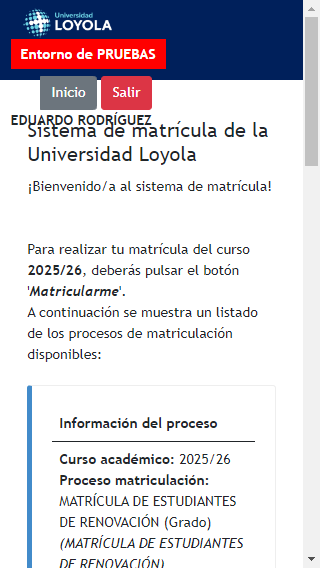 Universidad
LOYOLA
Entorno de PRUEBAS
Inicio
Salir
EDUARDO RODRÍGUEZ
Sistema de matrícula de la
Universidad Loyola
¡Bienvenido/a al sistema de matrícula!
Para realizar tu matrícula del curso
2025/26, deberás pulsar el botón
'Matricularme'.
A continuación se muestra un listado
de los procesos de matriculación
disponibles:
Información del proceso
Curso académico: 2025/26
Proceso matriculación:
MATRÍCULA DE ESTUDIANTES
DE RENOVACIÓN (Grado)
(MATRÍCULA DE ESTUDIANTES
DE RENOVACIÓN)